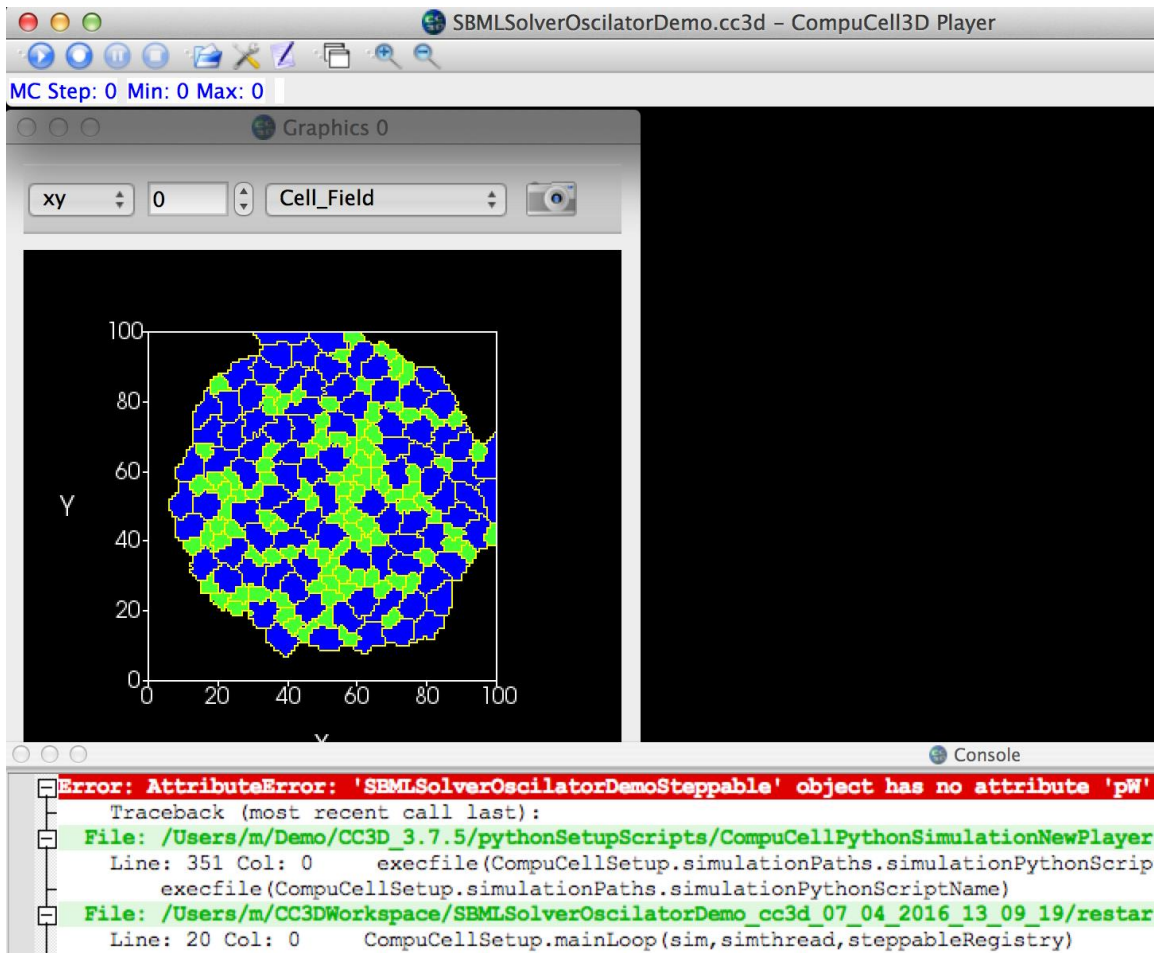 SBMLSolverOscilatorDemo.cc3d – CompuCell3D Player
MC Step: 0 Min: 0 Max: 0
Graphics 0
xy 0 Cell_Field
100
80
60
Y
40
20
0
0 20 40 60 80 100
X
Console
Error: AttributeError: 'SBMLSolverOscilatorDemoSteppable' object has no attribute 'pW'
Traceback (most recent call last):
File: /Users/m/Demo/CC3D_3.7.5/pythonSetupScripts/CompuCellPythonSimulationNewPlayer
Line: 351 Col: 0 execfile(CompuCellSetup.simulationPaths.simulationPythonScrip
execfile(CompuCellSetup.simulationPaths.simulationPythonScriptName)
File: /Users/m/CC3DWorkspace/SBMLSolverOscilatorDemo_cc3d_07_04_2016_13_09_19/restar
Line: 20 Col: 0 CompuCellSetup.mainLoop(sim,simthread,steppableRegistry)